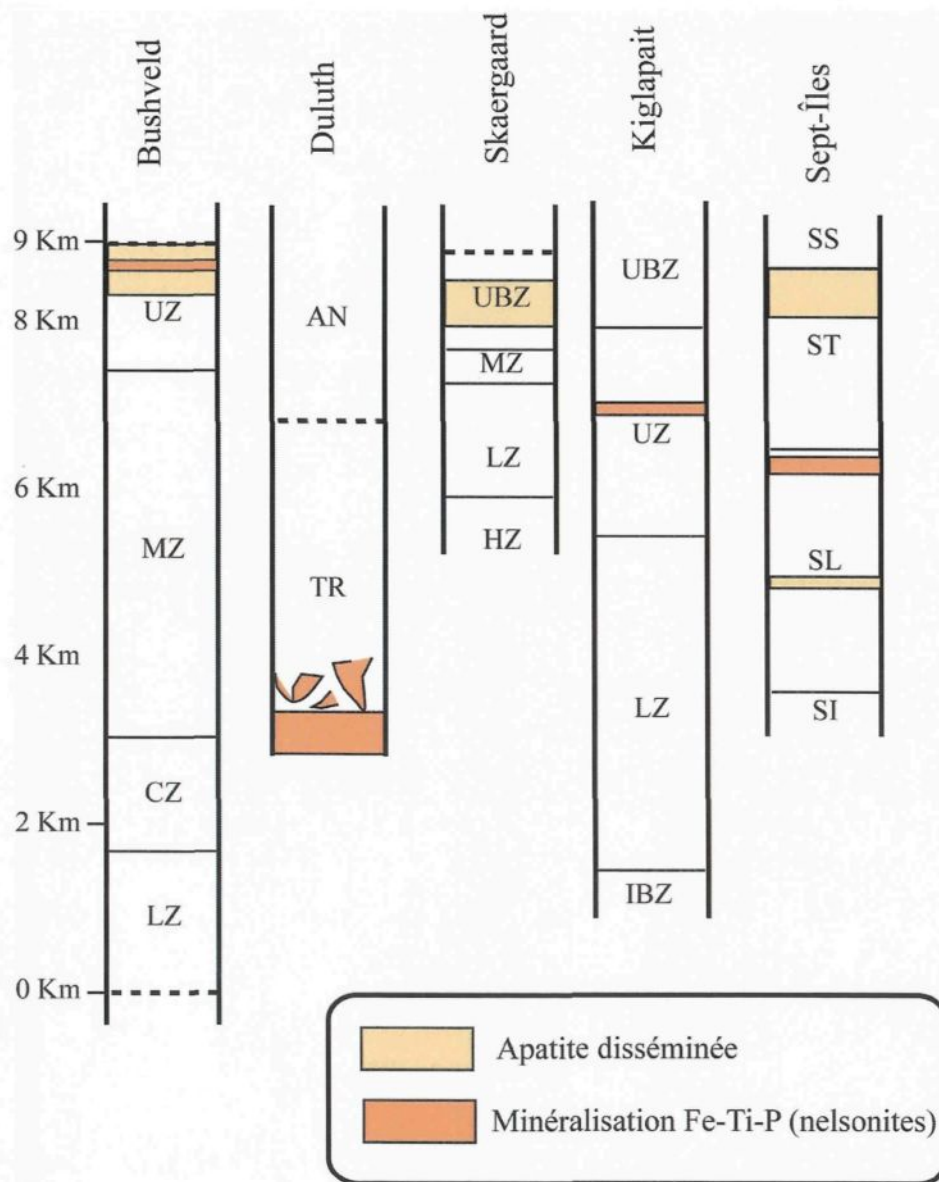 Bushveld
Duluth
Skaergaard
Kiglapait
Sept-Îles
9 Km
8 Km
6 Km
4 Km
2 Km
0 Km
UZ
MZ
CZ
LZ
AN
TR
UBZ
MZ
LZ
HZ
UBZ
UZ
LZ
IBZ
SS
ST
SL
SI
Apatite disséminée
Minéralisation Fe-Ti-P (nelsonites)